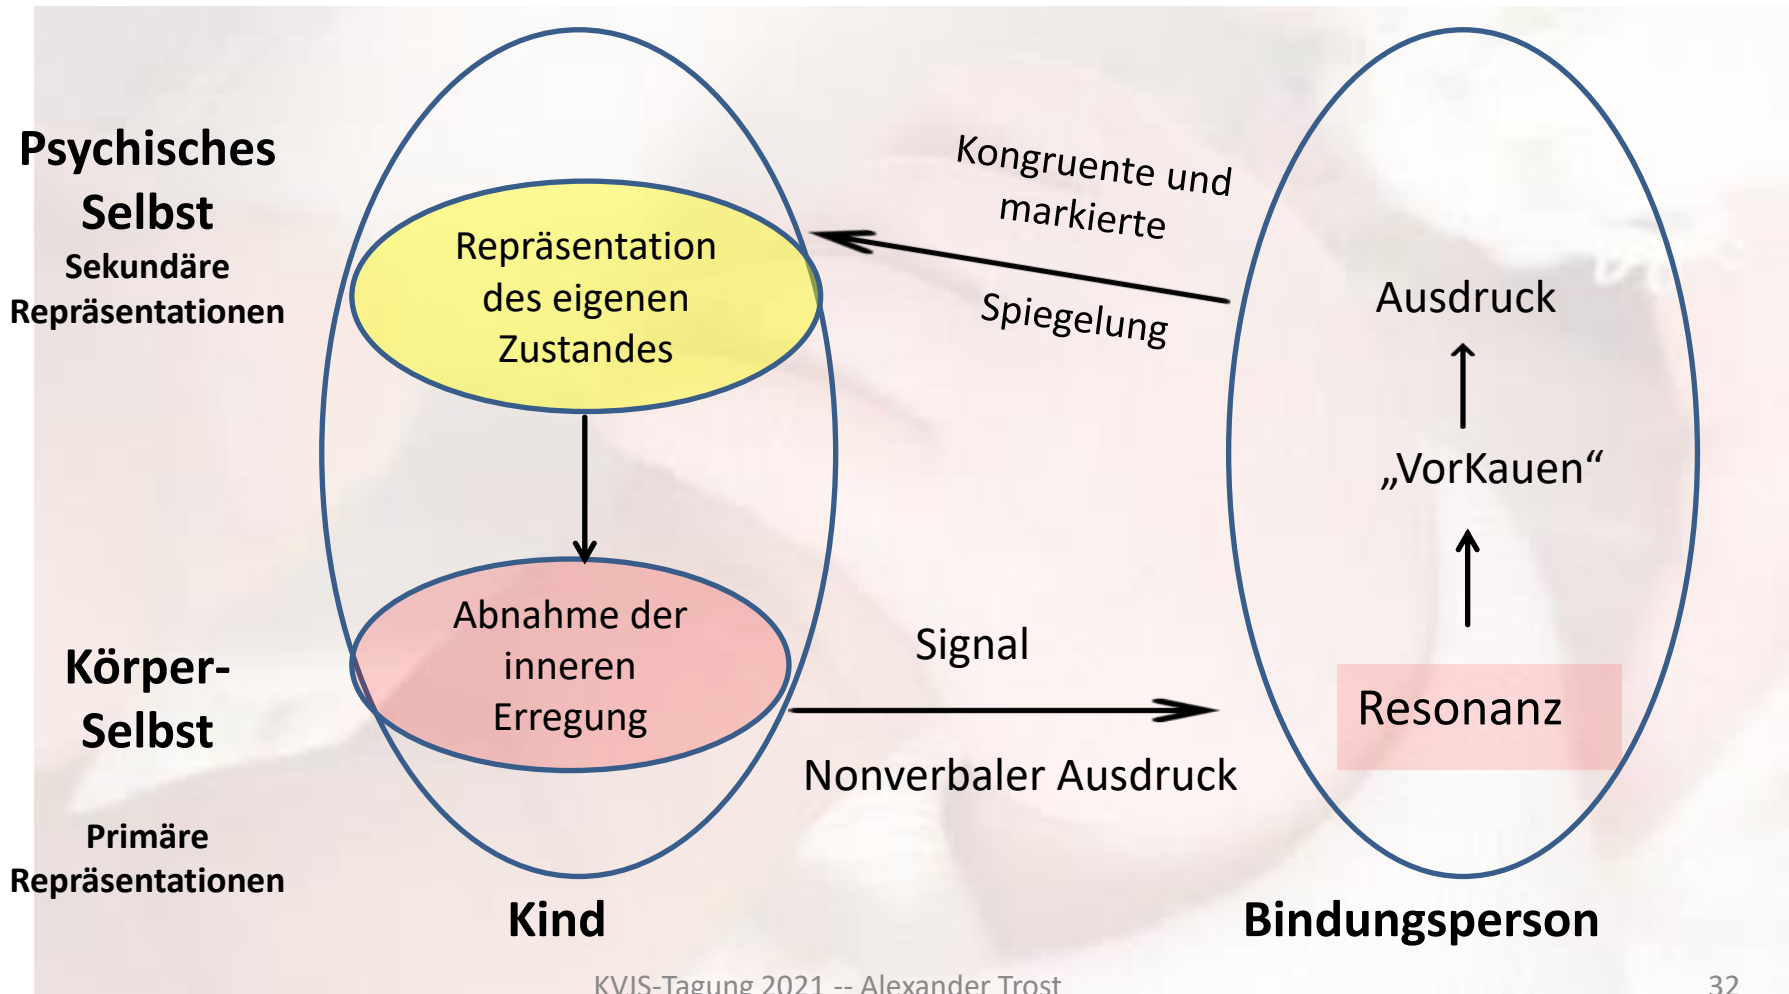 Psychisches
Selbst
Sekundäre
Repräsentationen
Repräsentation
des eigenen
Zustandes
Kongruente und
markierte
Spiegelung
Ausdruck
„VorKauen“
Resonanz
Abnahme der
inneren
Erregung
Signal
Nonverbaler Ausdruck
Körper-
Selbst
Primäre
Repräsentationen
Kind
Bindungsperson
KVJS-Tagung 2021 -- Alexander Trost
32